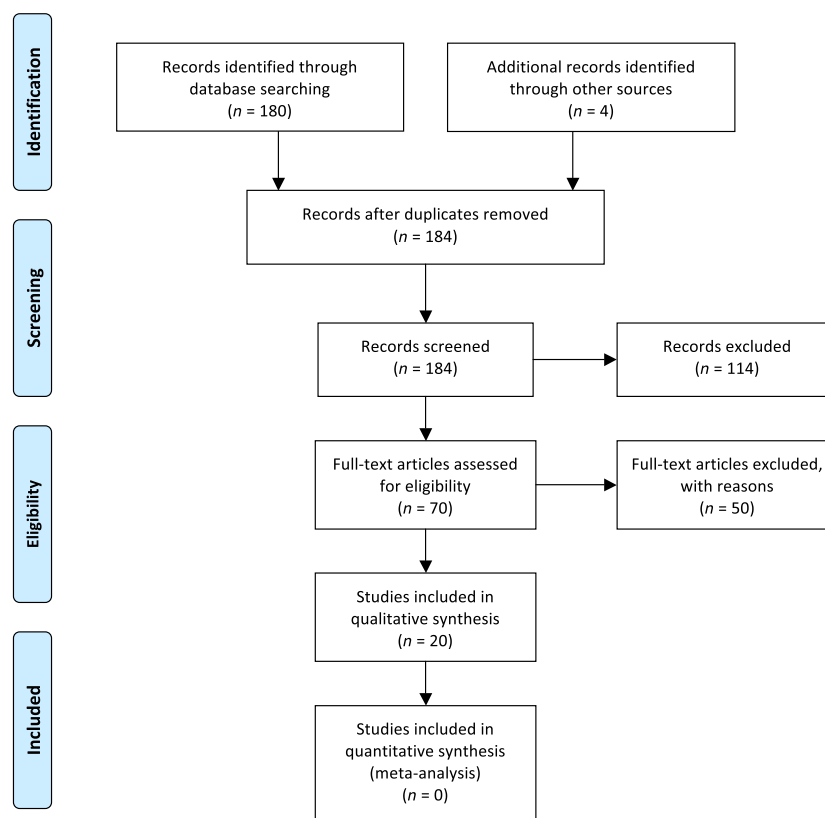 Identification
Records identified through
database searching
(n = 180)
Additional records identified
through other sources
(n = 4)
Records after duplicates removed
(n = 184)
Screening
Records screened
(n = 184)
Records excluded
(n = 114)
Eligibility
Full-text articles assessed
for eligibility
(n = 70)
Full-text articles excluded,
with reasons
(n = 50)
Studies included in
qualitative synthesis
(n = 20)
Included
Studies included in
quantitative synthesis
(meta-analysis)
(n = 0)